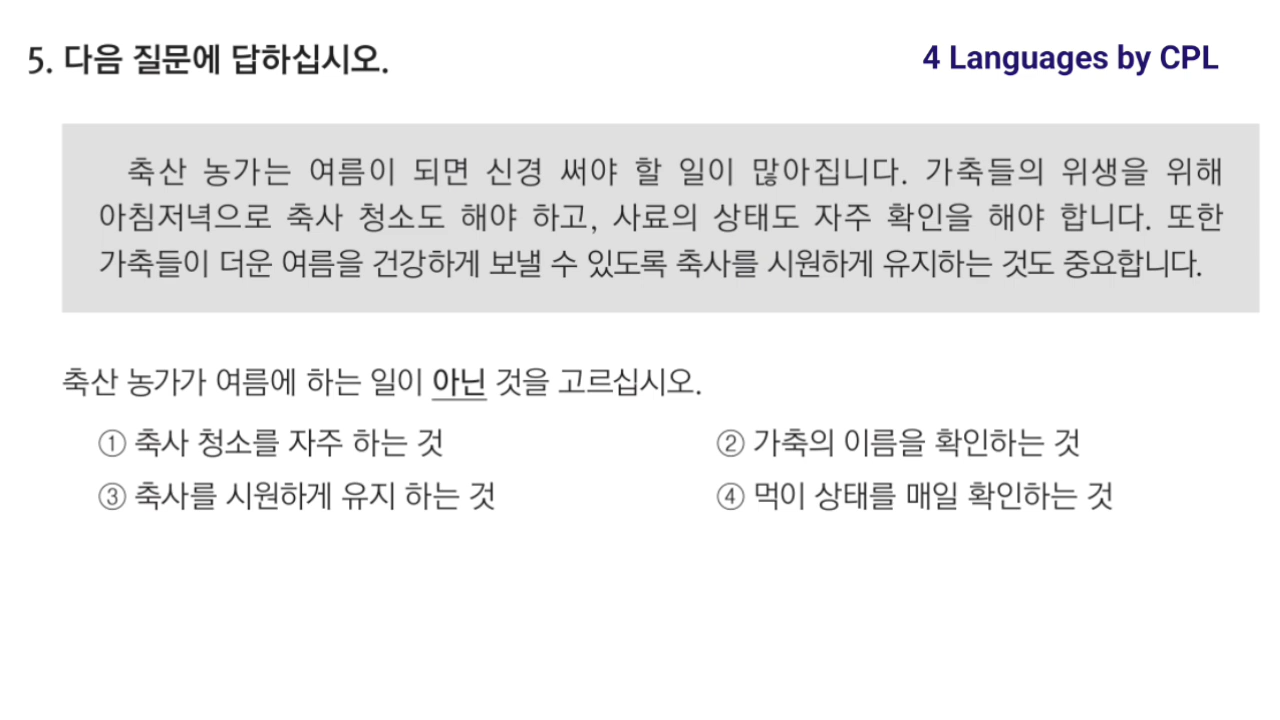 5. 다음 질문에 답하십시오.
4 Languages by CPL
축산 농가는 여름이 되면 신경 써야 할 일이 많아집니다. 가축들의 위생을 위해
아침저녁으로 축사 청소도 해야 하고, 사료의 상태도 자주 확인을 해야 합니다. 또한
가축들이 더운 여름을 건강하게 보낼 수 있도록 축사를 시원하게 유지하는 것도 중요합니다.
축산 농가가 여름에 하는 일이 아닌 것을 고르십시오.
① 축사 청소를 자주 하는 것
② 가축의 이름을 확인하는 것
③ 축사를 시원하게 유지 하는 것
④ 먹이 상태를 매일 확인하는 것